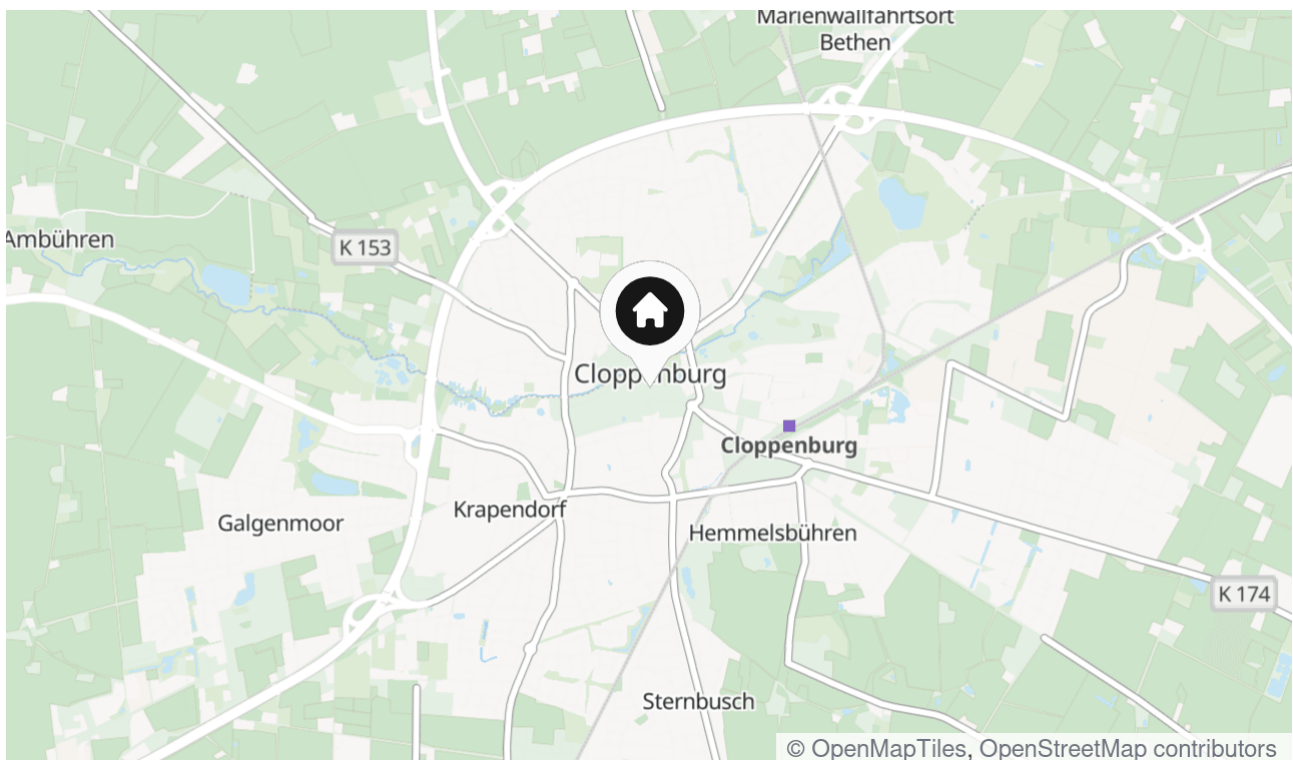 Marienwallfahrtsort
Bethen
Ambühren
K 153
Cloppenburg
Cloppenburg
Krapendorf
Galgenmoor
Hemmelsbühren
K 174
Sternbusch
© OpenMapTiles, OpenStreetMap contributors